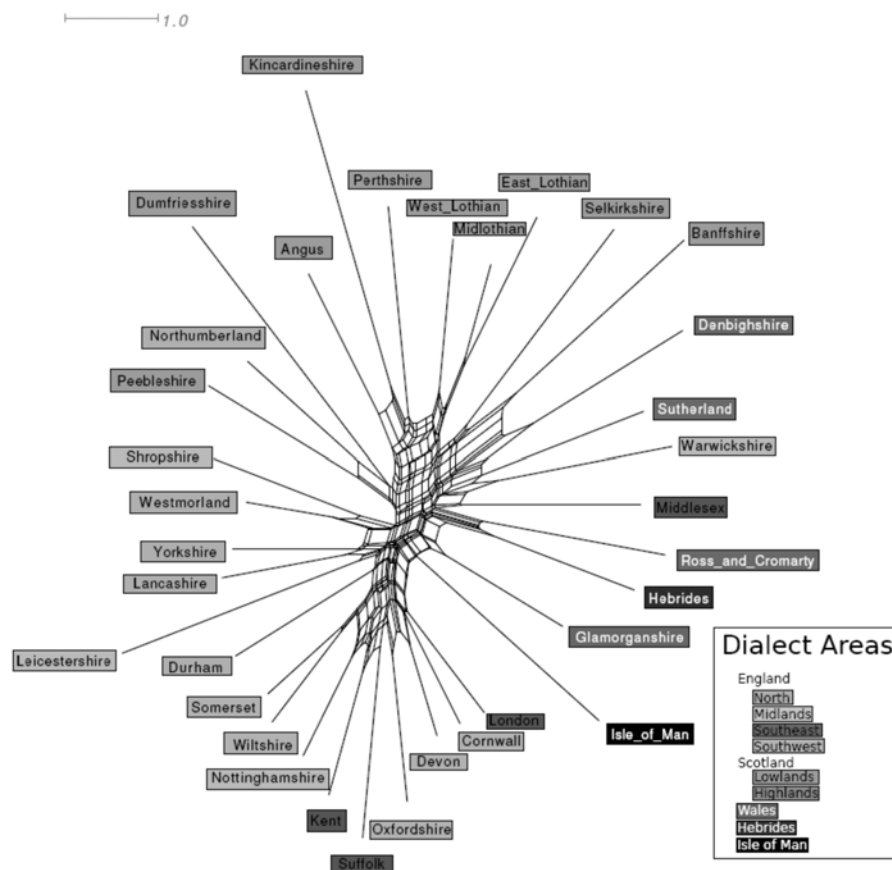 1.0
Kincardineshire
Perthshire
East_Lothian
Dumfriesshire
West_Lothian
Selkirkshire
Midlothian
Banffshire
Angus
Denbighshire
Northumberland
Peebleshire
Sutherland
Warwickshire
Shropshire
Westmorland
Middlesex
Yorkshire
Ross_and_Cromarty
Lancashire
Hebrides
Glamorganshire
Leicestershire
Durham
Somerset
London
Isle_of_Man
Wiltshire
Cornwall
Devon
Nottinghamshire
Kent
Oxfordshire
Suffolk
Dialect Areas
England
North
Midlands
Southeast
Southwest
Scotland
Lowlands
Highlands
Wales
Hebrides
Isle of Man